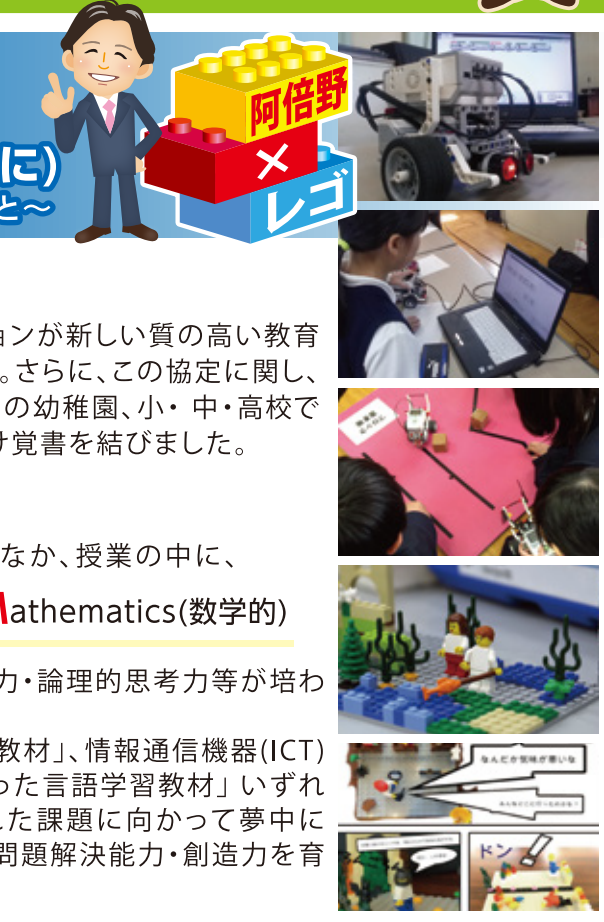 阿倍野
×
に)
レゴ
と〜
ョンが新しい質の高い教育
。さらに、この協定に関し、
の幼稚園、小・ 中・高校で
け覚書を結びました。
なか、授業の中に、
Mathematics(数学的)
力・論理的思考力等が培わ
教材」、情報通信機器(ICT)
った言語学習教材」いずれ
れた課題に向かって夢中に
問題解決能力・創造力を育
なんだか気味が悪いな
ドン